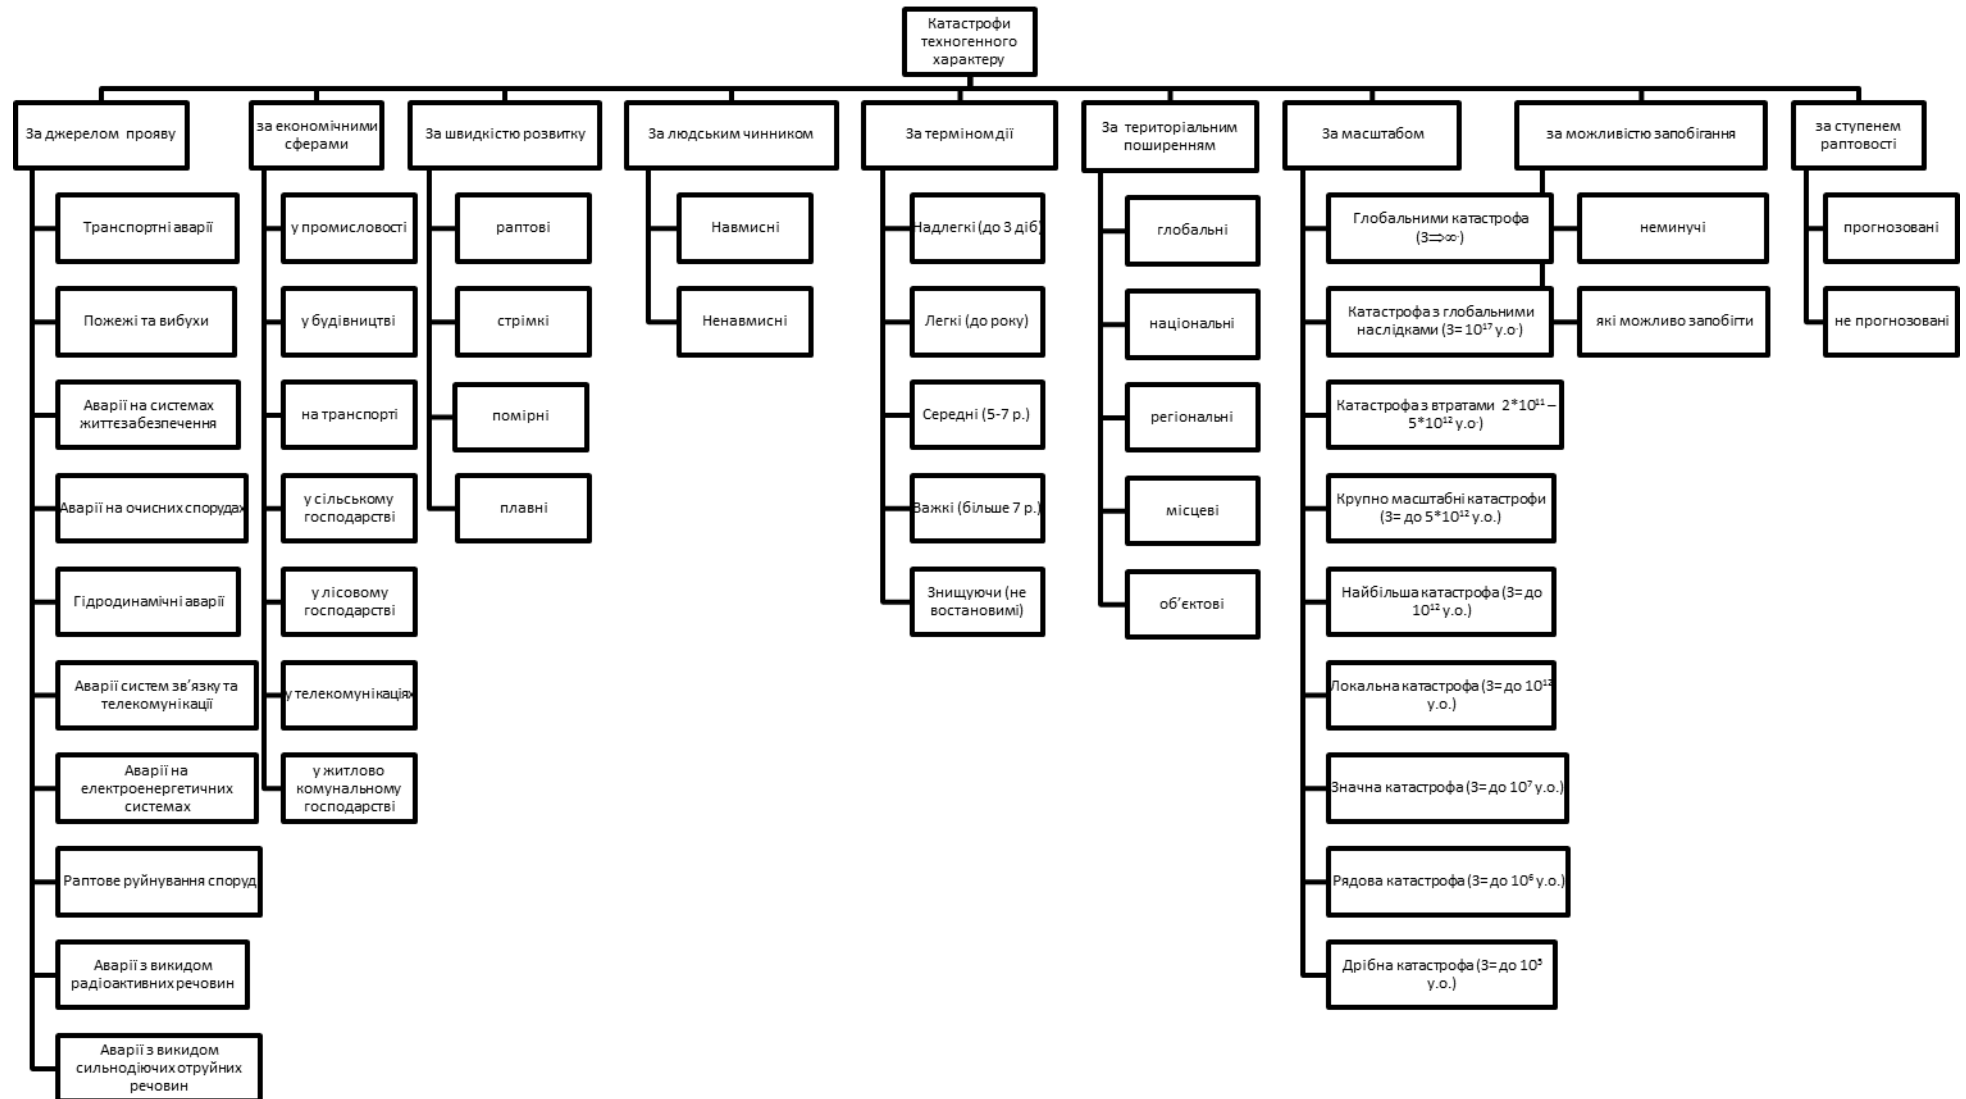 Катастрофи
техногенного
характеру
За джерелом прояву
Транспортні аварії
Пожежі та вибухи
Аварії на системах
життєзабезпечення
Аварії на очисних спорудах
Гідродинамічні аварії
Аварії систем зв’язку та
телекомунікації
Аварії на
електроенергетичних
системах
Раптове руйнування споруд
Аварії з викидом
радіоактивних речовин
Аварії з викидом
сильнодіючих отруйних
речовин
за економічними
сферами
у промисловості
у будівництві
на транспорті
у сільському
господарстві
у лісовому
господарстві
у телекомунікаціях
у житлово
комунальному
господарстві
За швидкістю розвитку
раптові
стрімкі
помірні
плавні
За людським чинником
Навмисні
Ненавмисні
За терміном дії
Надлегкі (до 3 діб)
Легкі (до року)
Середні (5-7 р.)
Важкі (більше 7 р.)
Знищуючи (не
востановимі)
За територіальним
поширенням
глобальні
національні
регіональні
місцеві
об’єктові
За масштабом
Глобальними катастрофа
(З⇒∞.)
Катастрофа з глобальними
наслідками (З= 10¹⁷ у.о.)
Катастрофа з втратами 2*10¹¹ –
5*10¹² у.о.)
Крупно масштабні катастрофи
(З= до 5*10¹² у.о.)
Найбільша катастрофа (З= до
10¹² у.о.)
Локальна катастрофа (З= до 10¹²
у.о.)
Значна катастрофа (З= до 10⁷ у.о.)
Рядова катастрофа (З= до 10⁶ у.о.)
Дрібна катастрофа (З= до 10⁵
у.о.)
за можливістю запобігання
неминучі
які можливо запобігти
за ступенем
раптовості
прогнозовані
не прогнозовані